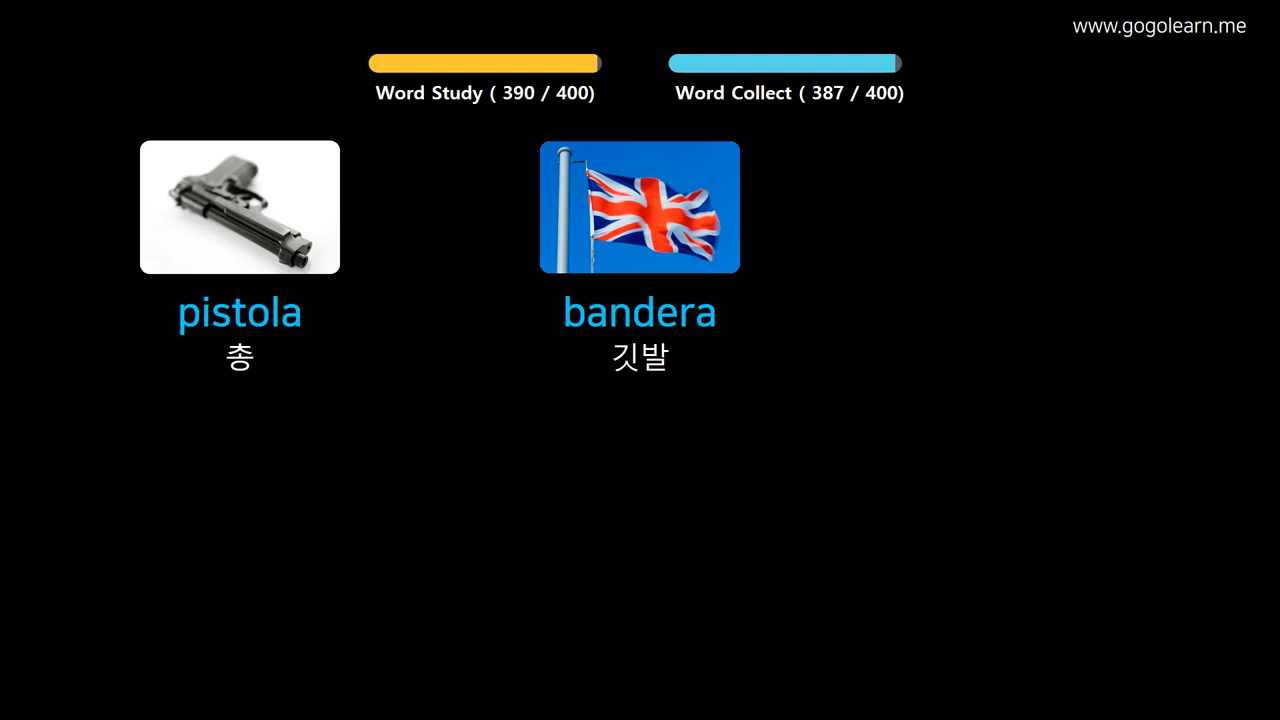 www.gogolearn.me
Word Study ( 390 / 400)
Word Collect ( 387 / 400)
pistola
총
bandera
깃발